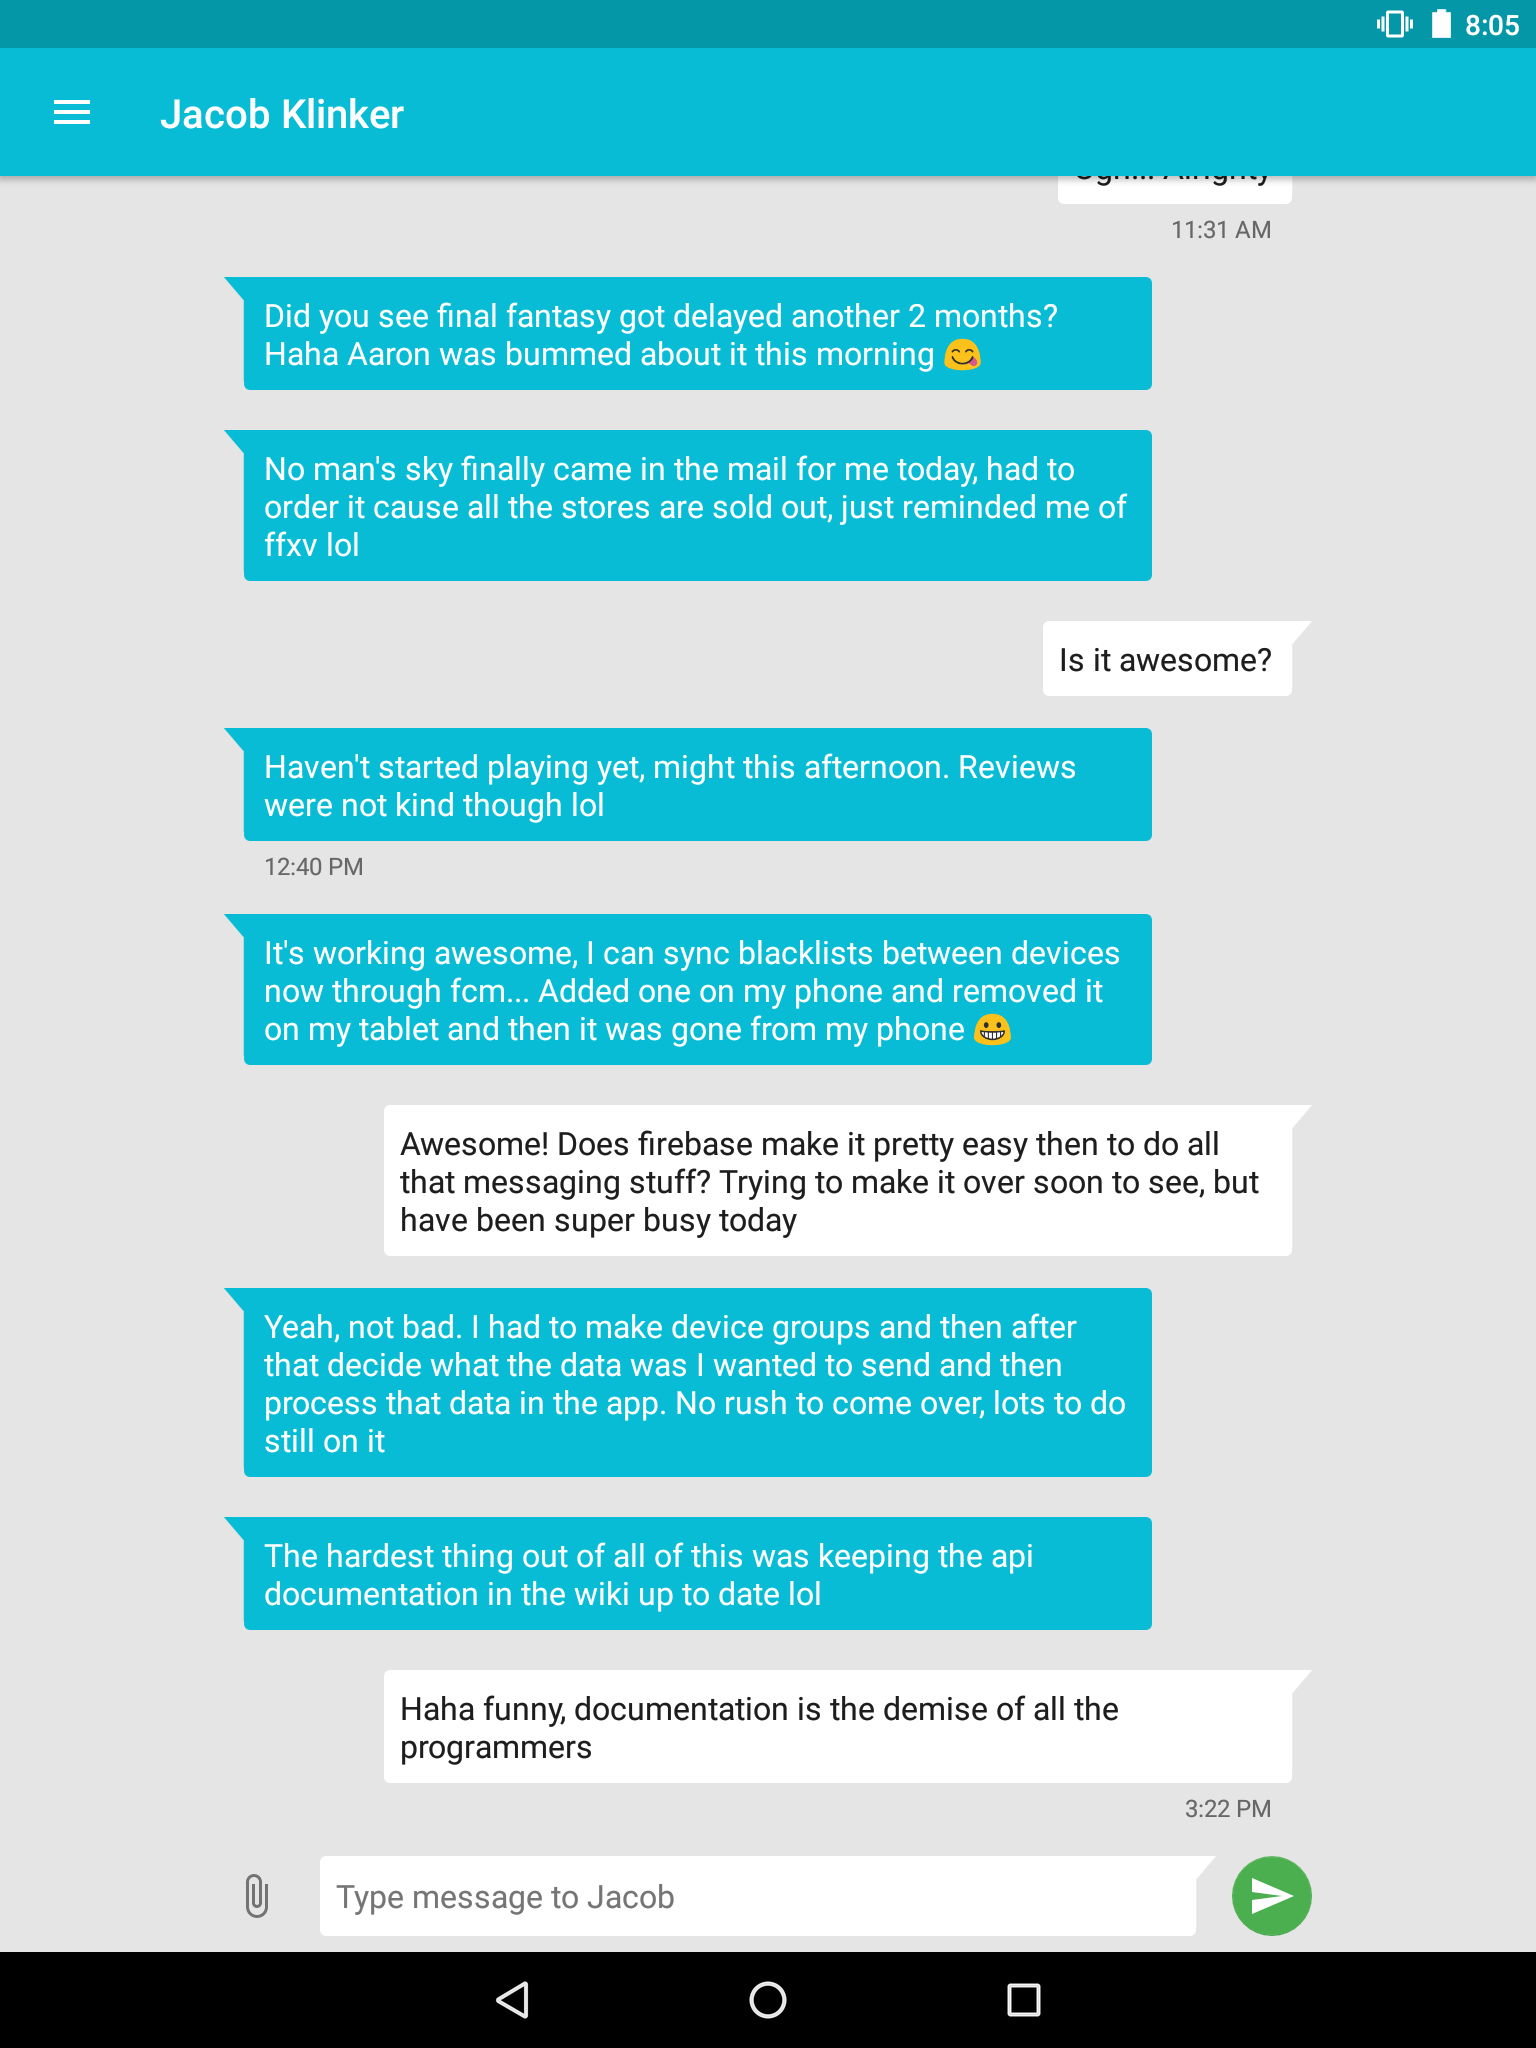 8:05
Jacob Klinker
Ugh... Alrighty
11:31 AM
Did you see final fantasy got delayed another 2 months?
Haha Aaron was bummed about it this morning 😋
No man's sky finally came in the mail for me today, had to
order it cause all the stores are sold out, just reminded me of
ffxv lol
Is it awesome?
Haven't started playing yet, might this afternoon. Reviews
were not kind though lol
12:40 PM
It's working awesome, I can sync blacklists between devices
now through fcm... Added one on my phone and removed it
on my tablet and then it was gone from my phone 😀
Awesome! Does firebase make it pretty easy then to do all
that messaging stuff? Trying to make it over soon to see, but
have been super busy today
Yeah, not bad. I had to make device groups and then after
that decide what the data was I wanted to send and then
process that data in the app. No rush to come over, lots to do
still on it
The hardest thing out of all of this was keeping the api
documentation in the wiki up to date lol
Haha funny, documentation is the demise of all the
programmers
3:22 PM
Type message to Jacob